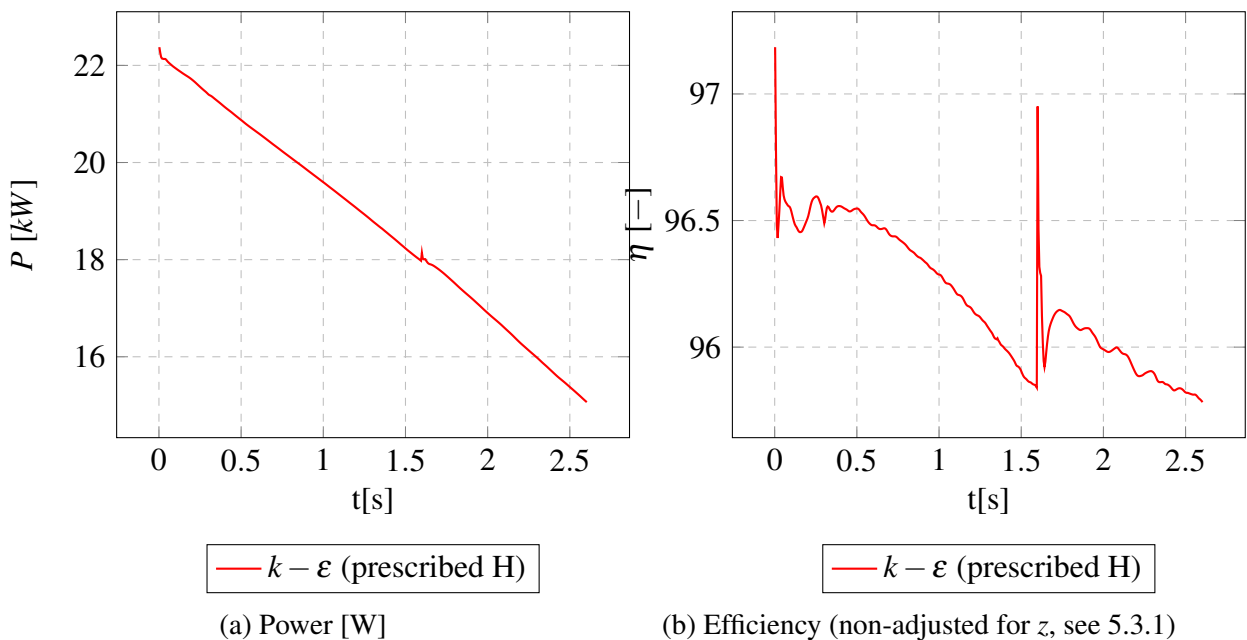 22
20
18
16
P [kW]
0 0.5 1 1.5 2 2.5
t[s]
k − ε (prescribed H)
(a) Power [W]
97
96.5
96
η [−]
0 0.5 1 1.5 2 2.5
t[s]
k − ε (prescribed H)
(b) Efficiency (non-adjusted for z, see 5.3.1)